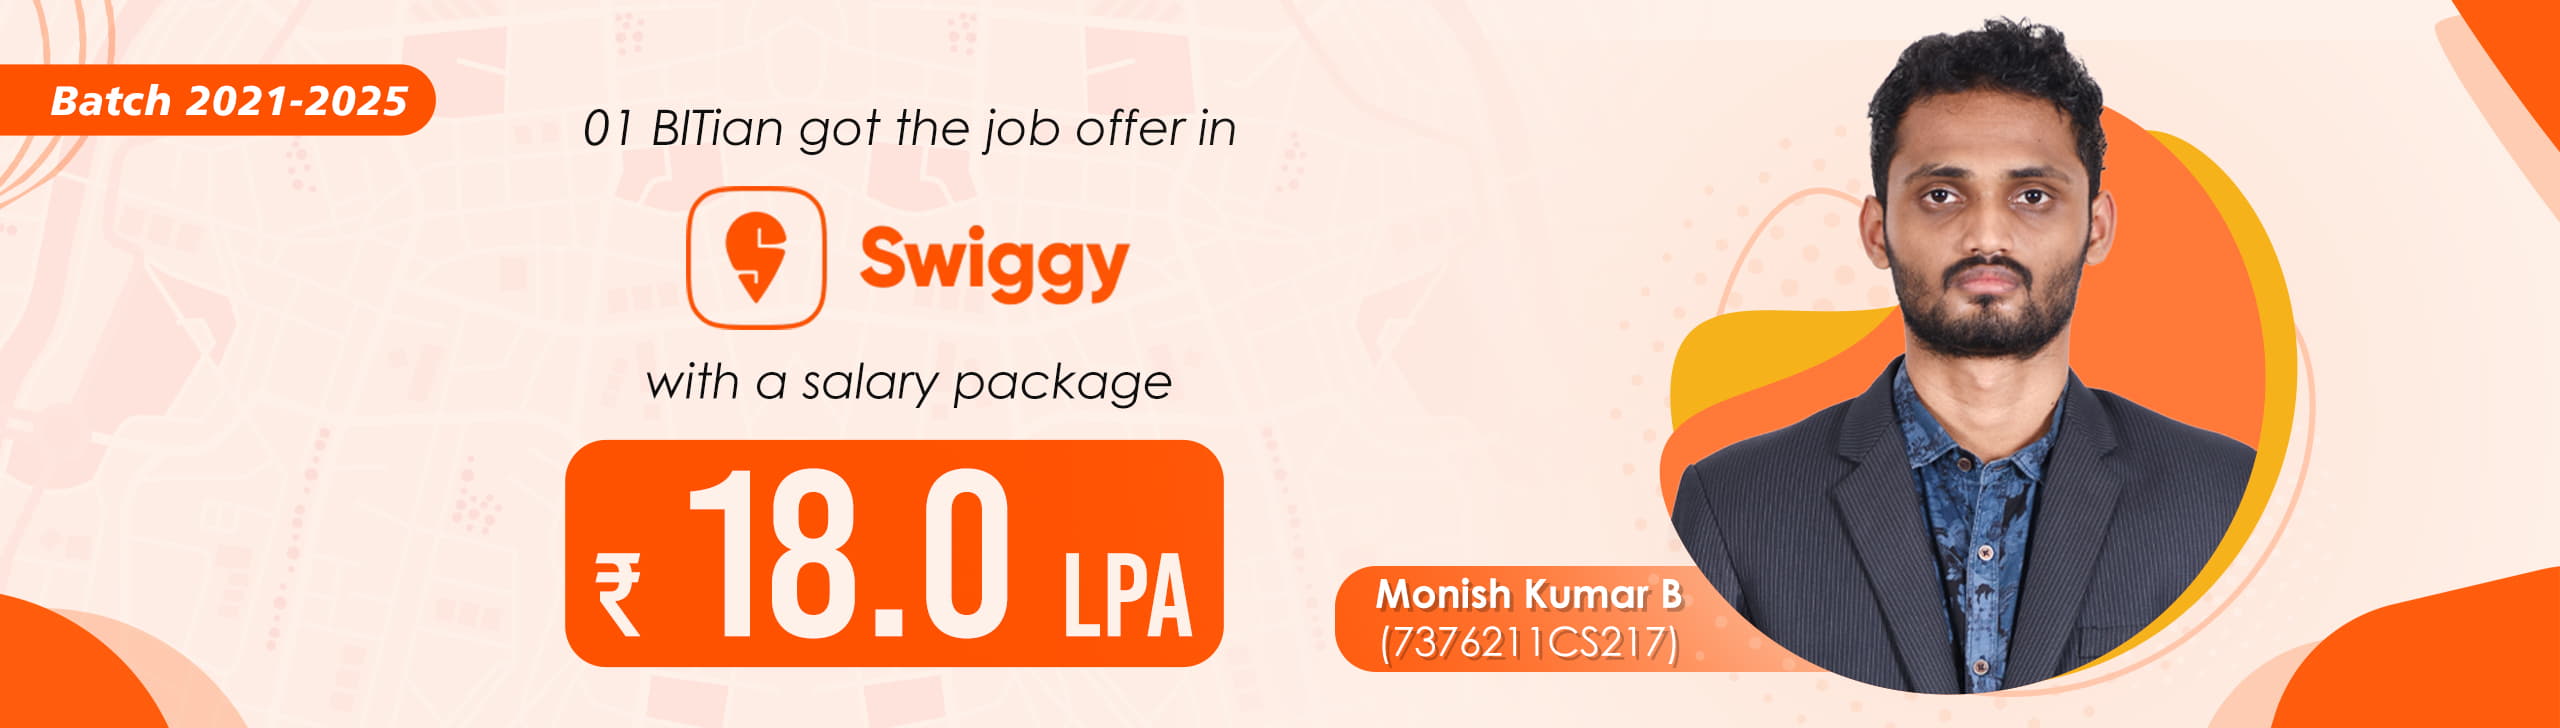 Batch 2021-2025
01 BITian got the job offer in
Swiggy
with a salary package
₹ 18.0 LPA
Monish Kumar B
(7376211CS217)